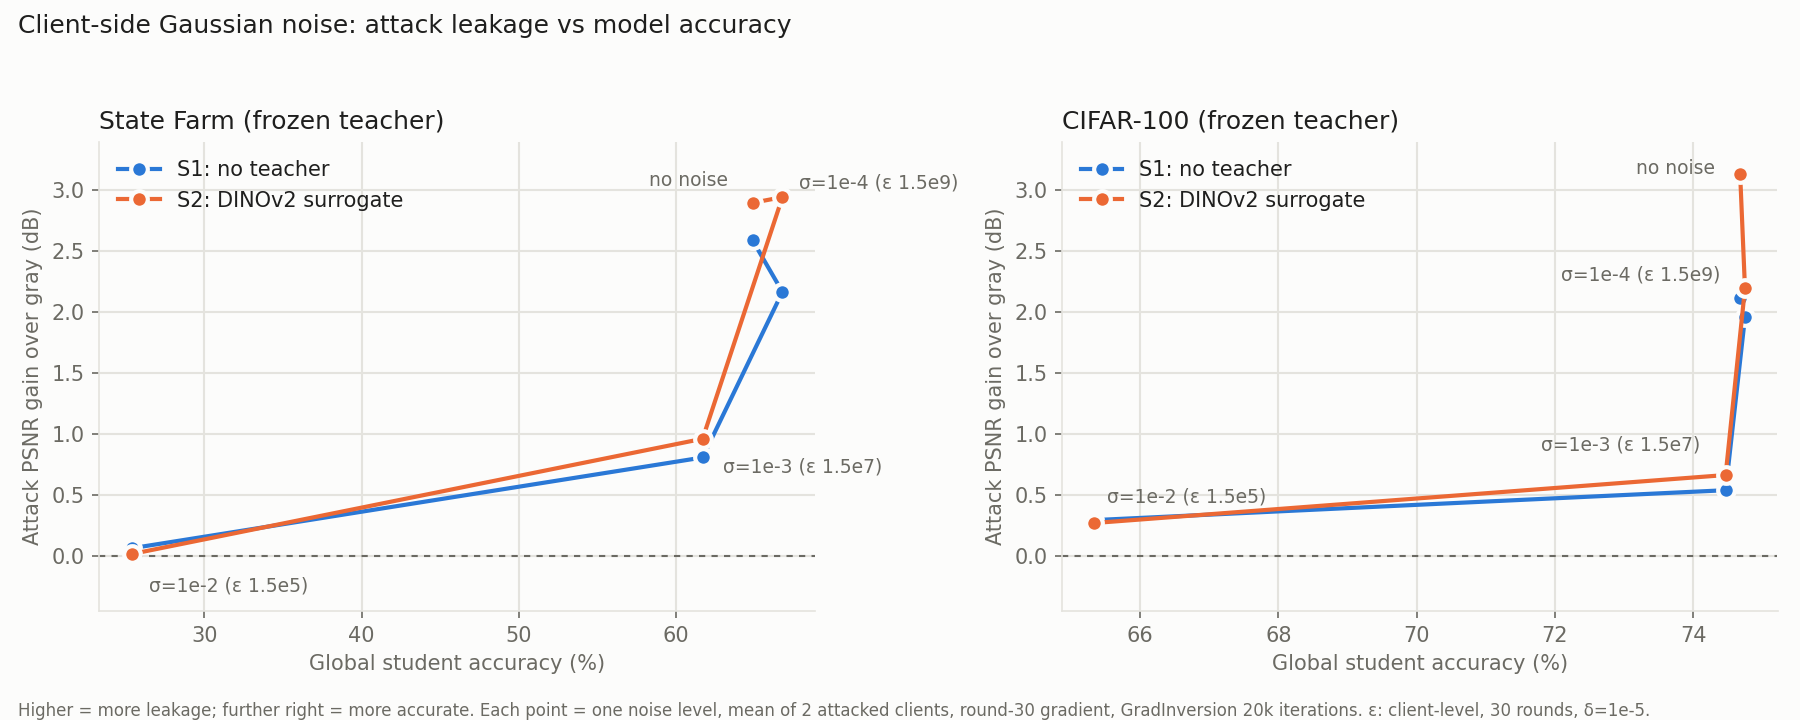 Client-side Gaussian noise: attack leakage vs model accuracy
State Farm (frozen teacher)
S1: no teacher
S2: DINOv2 surrogate
no noise
σ=1e-4 (ε 1.5e9)
σ=1e-3 (ε 1.5e7)
σ=1e-2 (ε 1.5e5)
Attack PSNR gain over gray (dB)
3.0
2.5
2.0
1.5
1.0
0.5
0.0
30 40 50 60
Global student accuracy (%)
CIFAR-100 (frozen teacher)
S1: no teacher
S2: DINOv2 surrogate
no noise
σ=1e-4 (ε 1.5e9)
σ=1e-3 (ε 1.5e7)
σ=1e-2 (ε 1.5e5)
Attack PSNR gain over gray (dB)
3.0
2.5
2.0
1.5
1.0
0.5
0.0
66 68 70 72 74
Global student accuracy (%)
Higher = more leakage; further right = more accurate. Each point = one noise level, mean of 2 attacked clients, round-30 gradient, GradInversion 20k iterations. ε: client-level, 30 rounds, δ=1e-5.